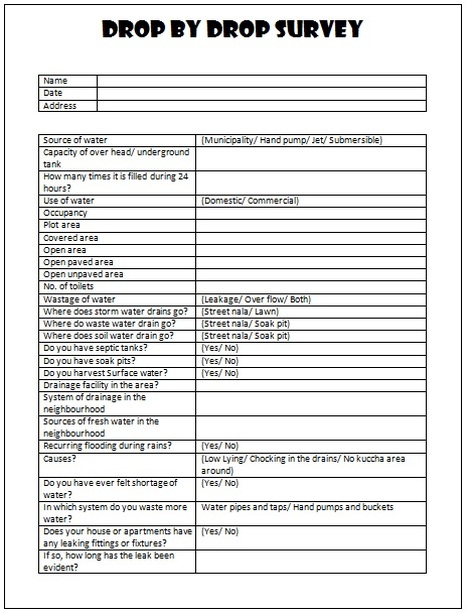 DROP BY DROP SURVEY
Name
Date
Address
Source of water (Municipality/ Hand pump/ Jet/ Submersible)
Capacity of over head/ underground
tank
How many times it is filled during 24
hours?
Use of water (Domestic/ Commercial)
Occupancy
Plot area
Covered area
Open area
Open paved area
Open unpaved area
No. of toilets
Wastage of water (Leakage/ Over flow/ Both)
Where does storm water drains go? (Street nala/ Lawn)
Where do waste water drain go? (Street nala/ Soak pit)
Where does soil water drain go? (Street nala/ Soak pit)
Do you have septic tanks? (Yes/ No)
Do you have soak pits? (Yes/ No)
Do you harvest Surface water? (Yes/ No)
Drainage facility in the area?
System of drainage in the
neighbourhood
Sources of fresh water in the
neighbourhood
Recurring flooding during rains? (Yes/ No)
Causes? (Low Lying/ Chocking in the drains/ No kuccha area
around)
Do you have ever felt shortage of (Yes/ No)
water?
In which system do you waste more Water pipes and taps/ Hand pumps and buckets
water?
Does your house or apartments have (Yes/ No)
any leaking fittings or fixtures?
If so, how long has the leak been
evident?